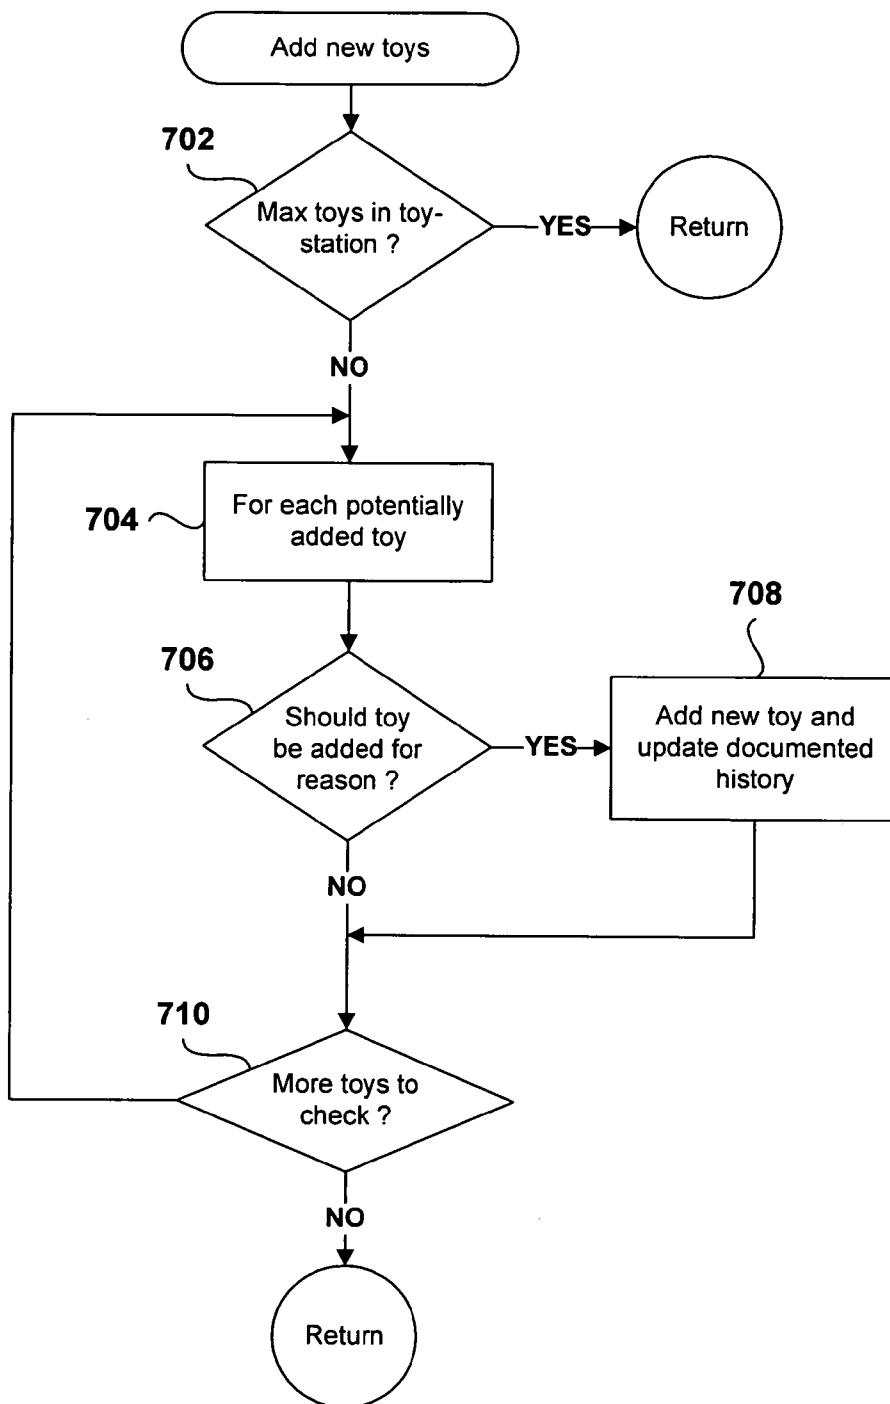 Add new toys
702
Max toys in toy-
station ?
YES
Return
NO
704
For each potentially
added toy
708
706
Should toy
be added for
reason ?
YES
Add new toy and
update documented
history
NO
710
More toys to
check ?
NO
Return